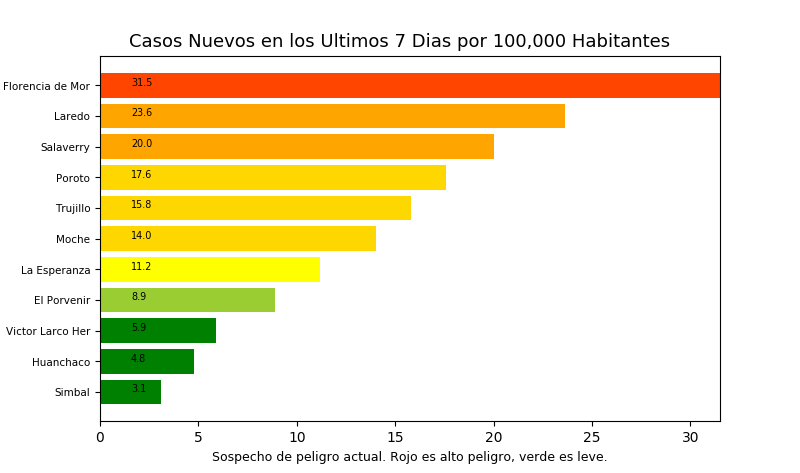 Casos Nuevos en los Ultimos 7 Dias por 100,000 Habitantes
Florencia de Mor 31.5
Laredo 23.6
Salaverry 20.0
Poroto 17.6
Trujillo 15.8
Moche 14.0
La Esperanza 11.2
El Porvenir 8.9
Victor Larco Her 5.9
Huanchaco 4.8
Simbal 3.1
0 5 10 15 20 25 30
Sospecho de peligro actual. Rojo es alto peligro, verde es leve.